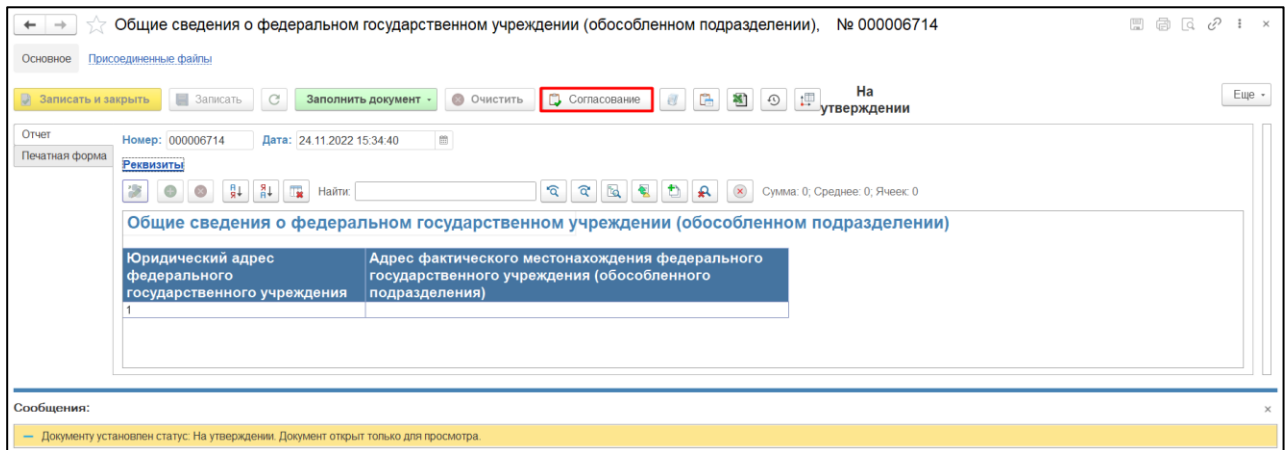 Общие сведения о федеральном государственном учреждении (обособленном подразделении), № 000006714
Основное Присоединенные файлы
Записать и закрыть Записать Заполнить документ Очистить Согласование На утверждении Еще
Отчет
Печатная форма
Номер: 000006714 Дата: 24.11.2022 15:34:40
Реквизиты
Найти: Сумма: 0; Среднее: 0; Ячеек: 0
Общие сведения о федеральном государственном учреждении (обособленном подразделении)
Юридический адрес
федерального
государственного учреждения
Адрес фактического местонахождения федерального
государственного учреждения (обособленного
подразделения)
1
Сообщения:
Документу установлен статус: На утверждении. Документ открыт только для просмотра.